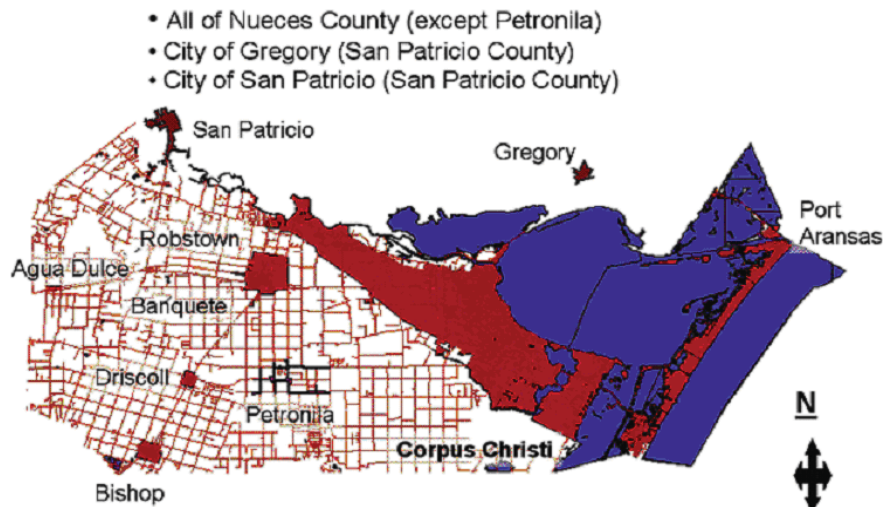 • All of Nueces County (except Petronila)
• City of Gregory (San Patricio County)
• City of San Patricio (San Patricio County)
San Patricio
Gregory
Port
Aransas
Robstown
Agua Dulce
Banquete
Driscoll
Petronila
N
Corpus Christi
Bishop